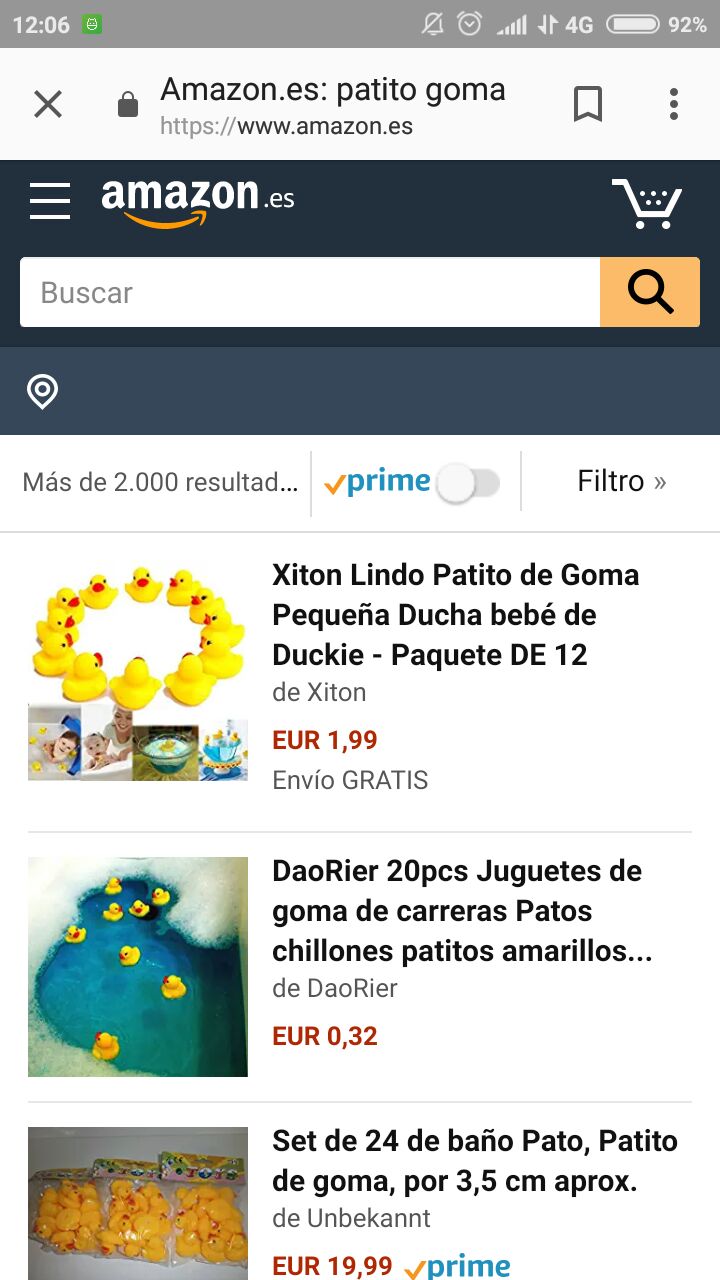 12:06
4G
92%
Amazon.es: patito goma
https://www.amazon.es
amazon.es
Buscar
Más de 2.000 resultad...
prime
Filtro »
Xiton Lindo Patito de Goma
Pequeña Ducha bebé de
Duckie - Paquete DE 12
de Xiton
EUR 1,99
Envío GRATIS
DaoRier 20pcs Juguetes de
goma de carreras Patos
chillones patitos amarillos...
de DaoRier
EUR 0,32
Set de 24 de baño Pato, Patito
de goma, por 3,5 cm aprox.
de Unbekannt
EUR 19,99 prime